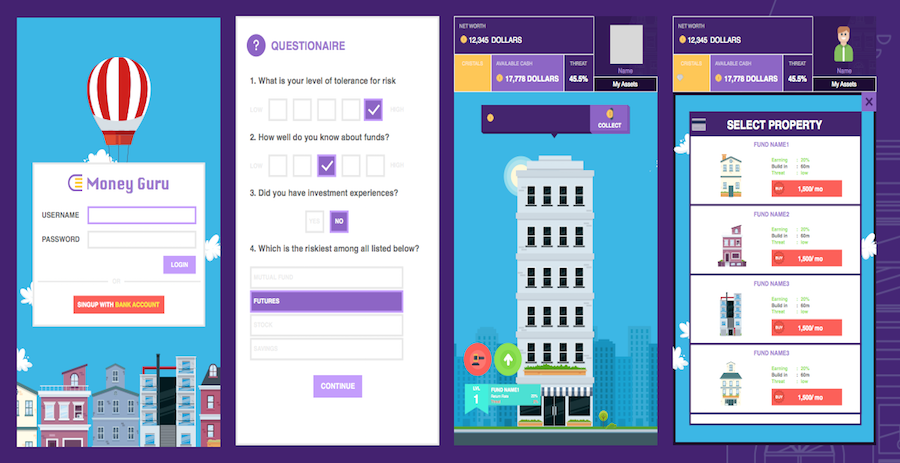 Money Guru
USERNAME
PASSWORD
LOGIN
OR
SINGUP WITH BANK ACCOUNT
? QUESTIONAIRE
1. What is your level of tolerance for risk
LOW HIGH
2. How well do you know about funds?
LOW HIGH
3. Did you have investment experiences?
YES NO
4. Which is the riskiest among all listed below?
MUTUAL FUND
FUTURES
STOCK
CONTINUE
NET WORTH
12,345 DOLLARS
AVAILABLE CASH
17,778 DOLLARS
THREAT
45.5%
Name
My Assets
COLLECT
LVL
1
FUND NAME1
20%
NET WORTH
12,345 DOLLARS
AVAILABLE CASH
17,778 DOLLARS
THREAT
45.5%
Name
My Assets
X
SELECT PROPERTY
FUND NAME1
Earning : 20%
Build in : 60m
Threat : low
BUY 1,500/ mo
FUND NAME2
Earning : 20%
Build in : 60m
Threat : low
BUY 1,500/ mo
FUND NAME3
Earning : 20%
Build in : 60m
Threat : low
BUY 1,500/ mo
FUND NAME3
Earning : 20%
Build in : 60m
Threat : low
BUY 1,500/ mo